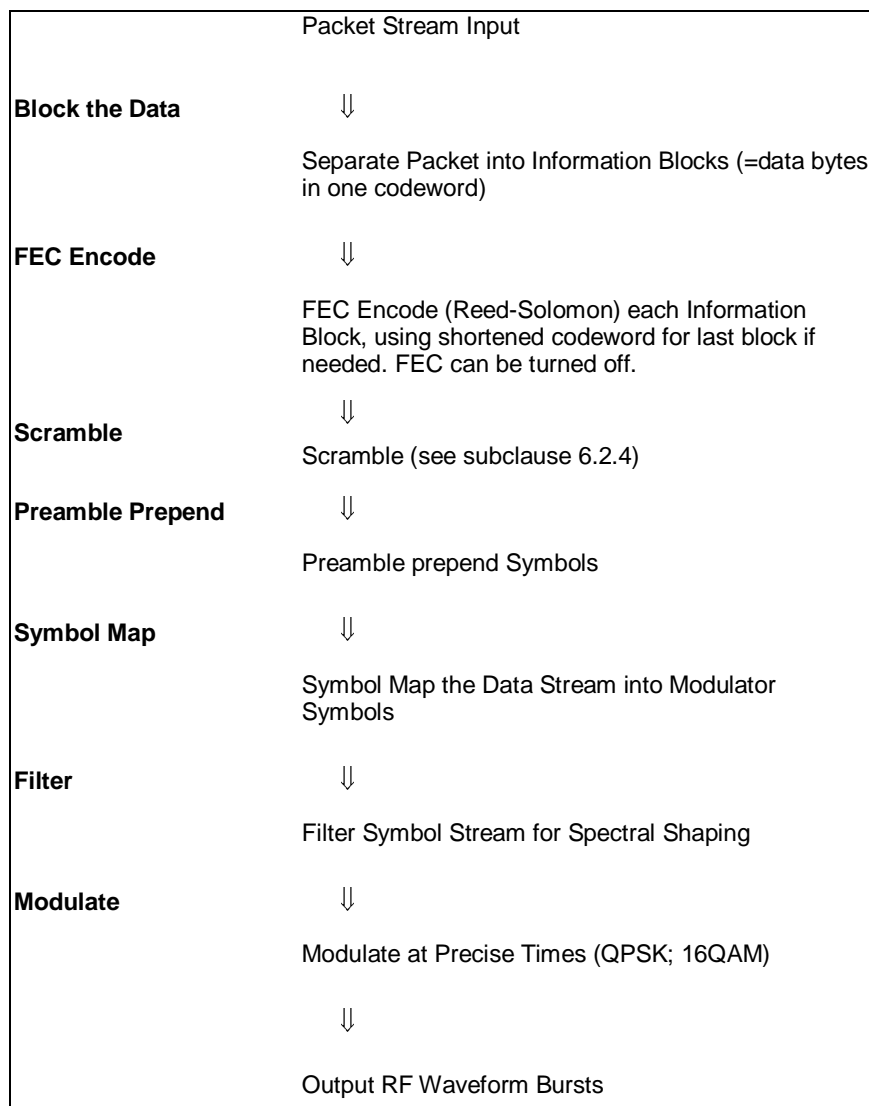 Packet Stream Input
Block the Data ⇓
Separate Packet into Information Blocks (=data bytes
in one codeword)
FEC Encode ⇓
FEC Encode (Reed-Solomon) each Information
Block, using shortened codeword for last block if
needed. FEC can be turned off.
⇓
Scramble
Scramble (see subclause 6.2.4)
Preamble Prepend ⇓
Preamble prepend Symbols
Symbol Map ⇓
Symbol Map the Data Stream into Modulator
Symbols
Filter ⇓
Filter Symbol Stream for Spectral Shaping
Modulate ⇓
Modulate at Precise Times (QPSK; 16QAM)
⇓
Output RF Waveform Bursts